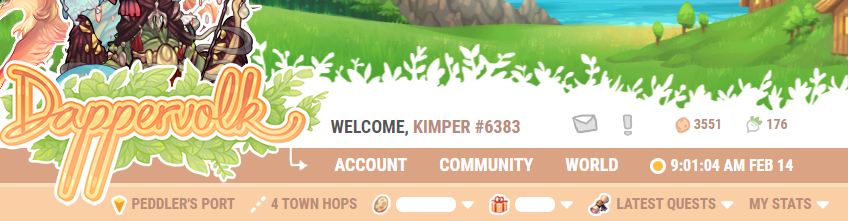 Dappervolk
WELCOME, KIMPER #6383
3551
176
ACCOUNT COMMUNITY WORLD 9:01:04 AM FEB 14
PEDDLER'S PORT 4 TOWN HOPS LATEST QUESTS MY STATS